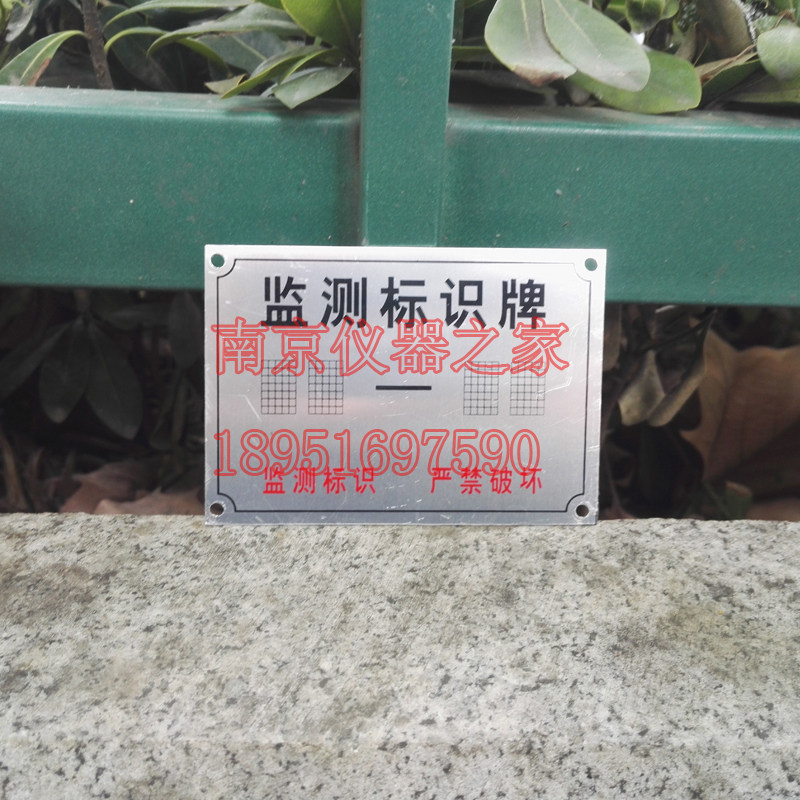 监测标识牌
南京仪器之家
—
18951697590
监测标识 严禁破坏